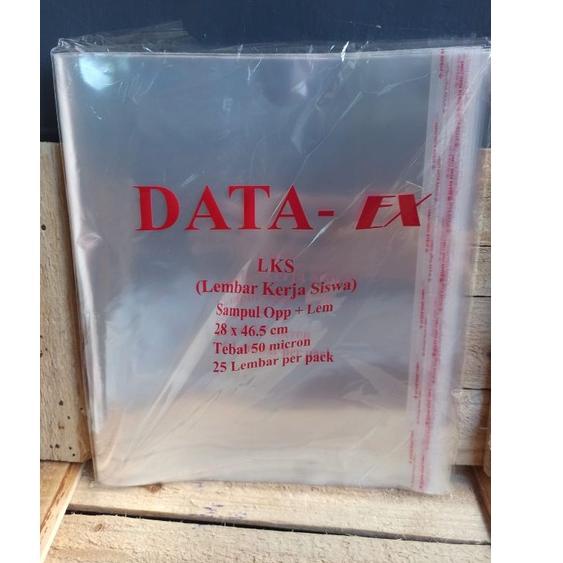 DATA- EX
LKS
(Lembar Kerja Siswa)
Sampul Opp + Lem
28 x 46.5 cm
Tebal 50 micron
25 Lembar per pack